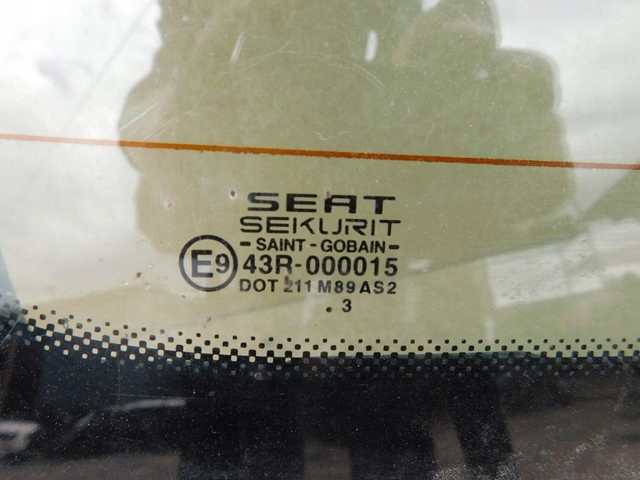 SEAT
SEKURIT
- SAINT - GOBAIN -
E9 43R-000015
DOT 211 M89 AS2
. 3